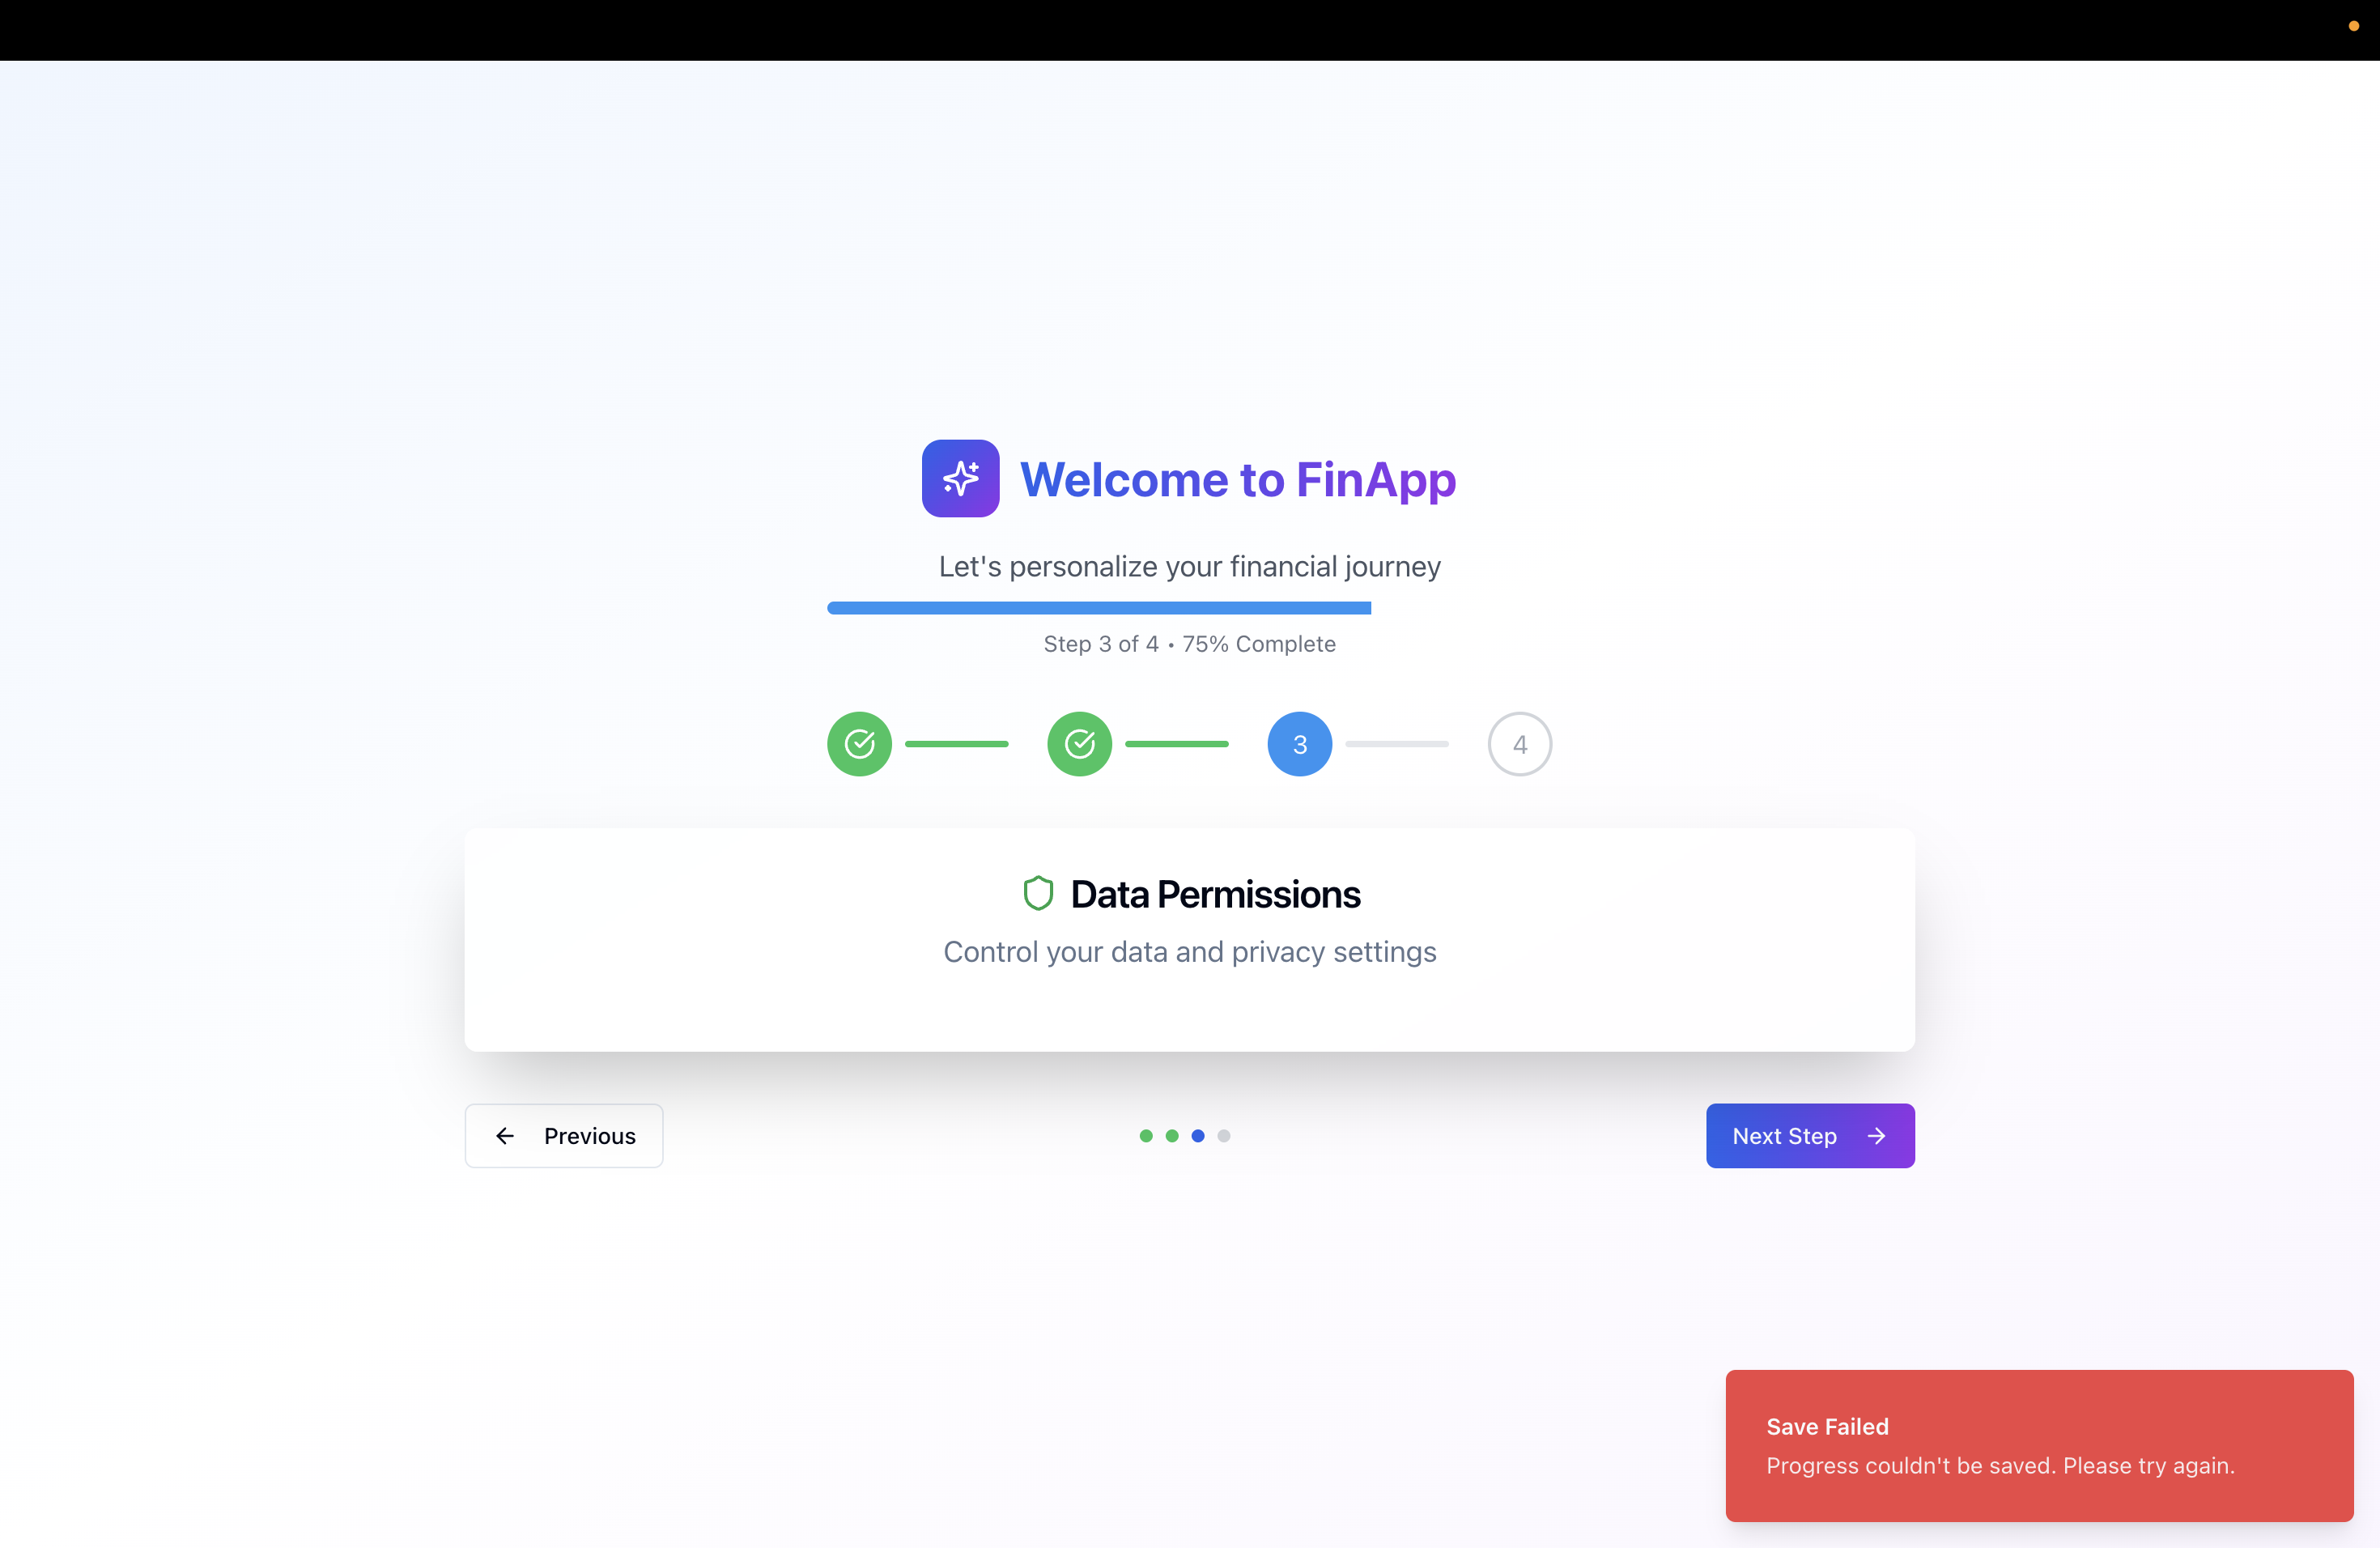 Welcome to FinApp
Let's personalize your financial journey
Step 3 of 4 • 75% Complete
3
4
Data Permissions
Control your data and privacy settings
Previous
Next Step
Save Failed
Progress couldn't be saved. Please try again.